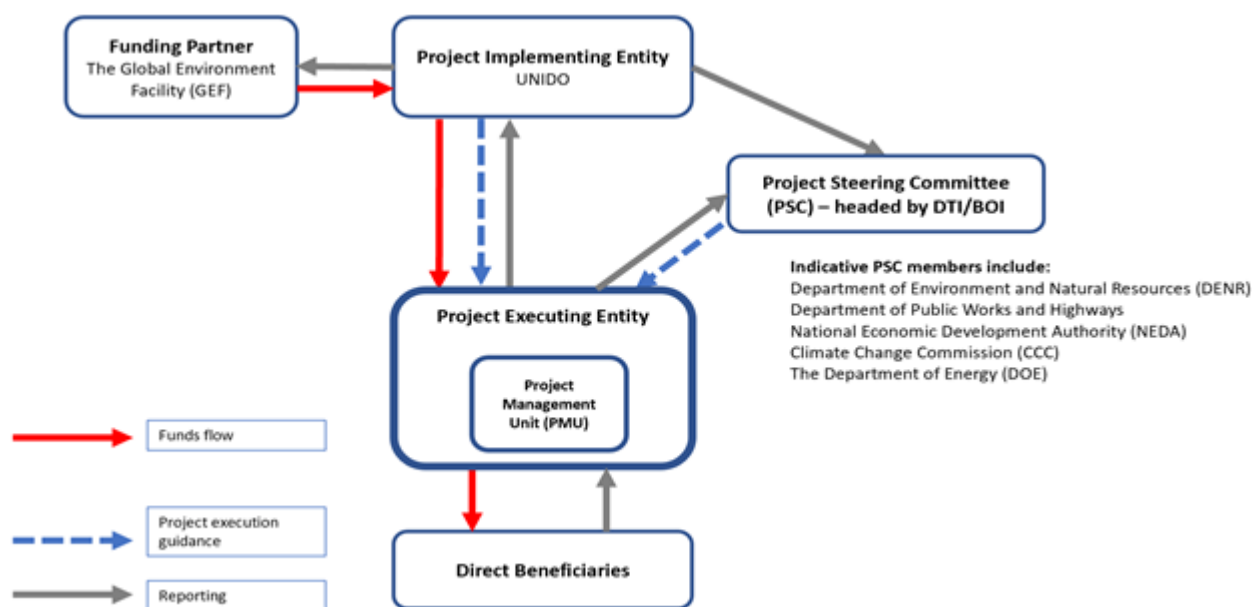 Funding Partner
The Global Environment
Facility (GEF)
Project Implementing Entity
UNIDO
Project Steering Committee
(PSC) – headed by DTI/BOI
Indicative PSC members include:
Department of Environment and Natural Resources (DENR)
Department of Public Works and Highways
National Economic Development Authority (NEDA)
Climate Change Commission (CCC)
The Department of Energy (DOE)
Project Executing Entity
Project
Management
Unit (PMU)
Direct Beneficiaries
Funds flow
Project execution
guidance
Reporting